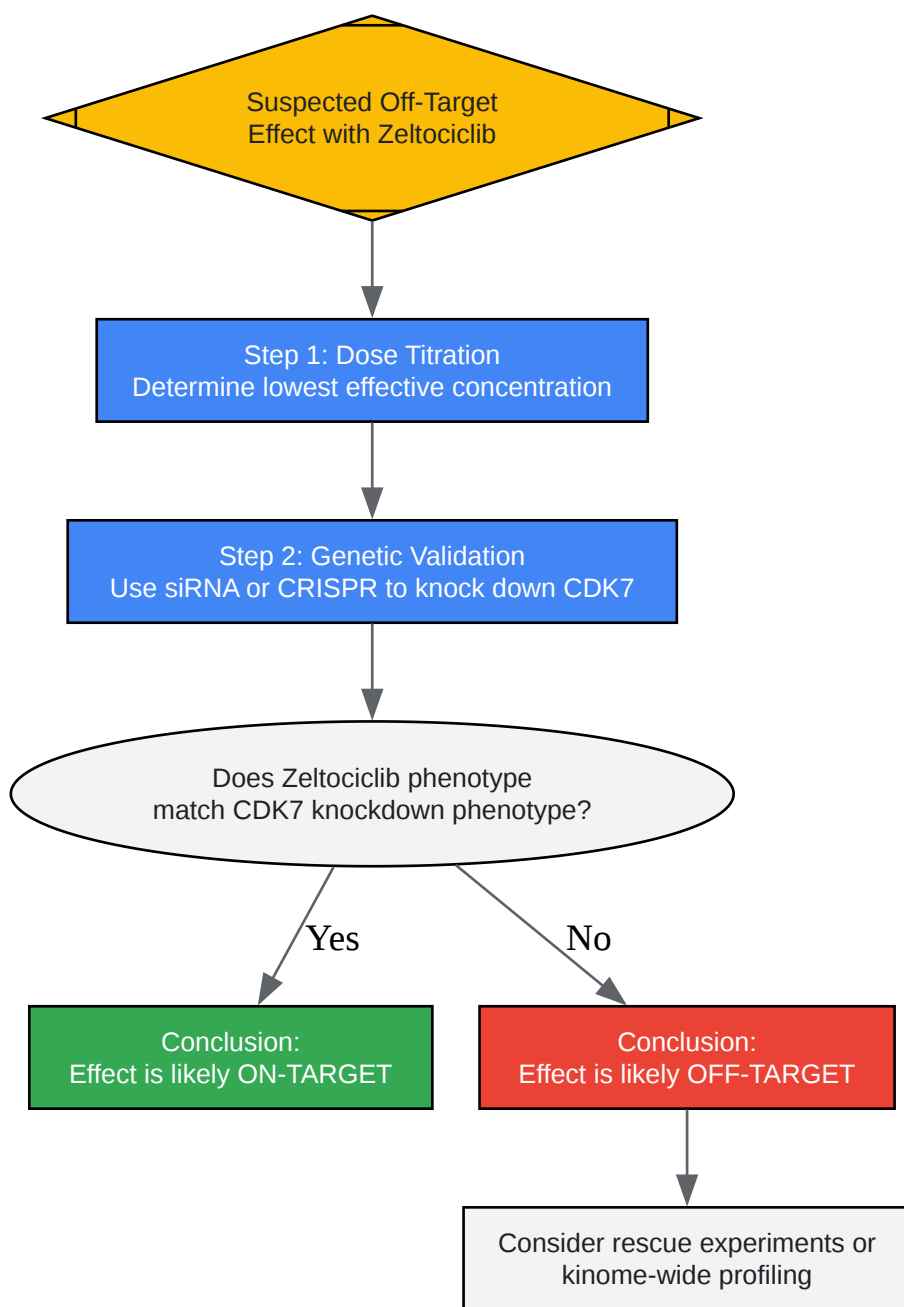 Suspected Off-Target
Effect with Zeltociclib
Step 1: Dose Titration
Determine lowest effective concentration
Step 2: Genetic Validation
Use siRNA or CRISPR to knock down CDK7
Does Zeltociclib phenotype
match CDK7 knockdown phenotype?
Yes
No
Conclusion:
Effect is likely ON-TARGET
Conclusion:
Effect is likely OFF-TARGET
Consider rescue experiments or
kinome-wide profiling